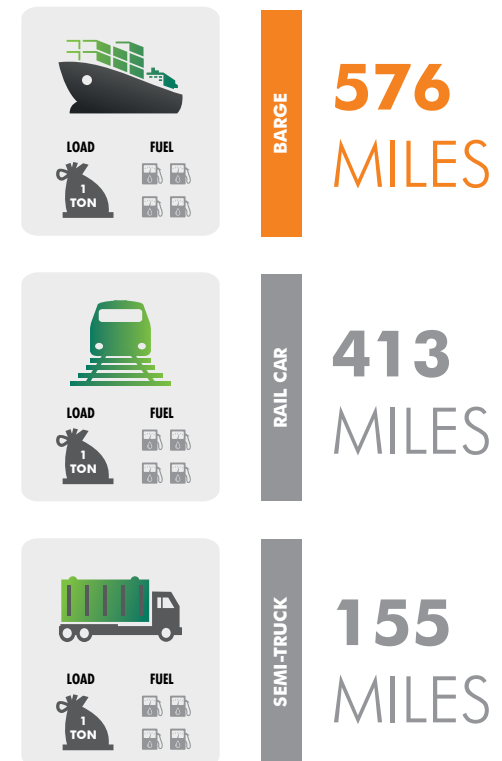 LOAD FUEL
1
TON
BARGE
576
MILES
LOAD FUEL
1
TON
RAIL CAR
413
MILES
LOAD FUEL
1
TON
SEMI-TRUCK
155
MILES